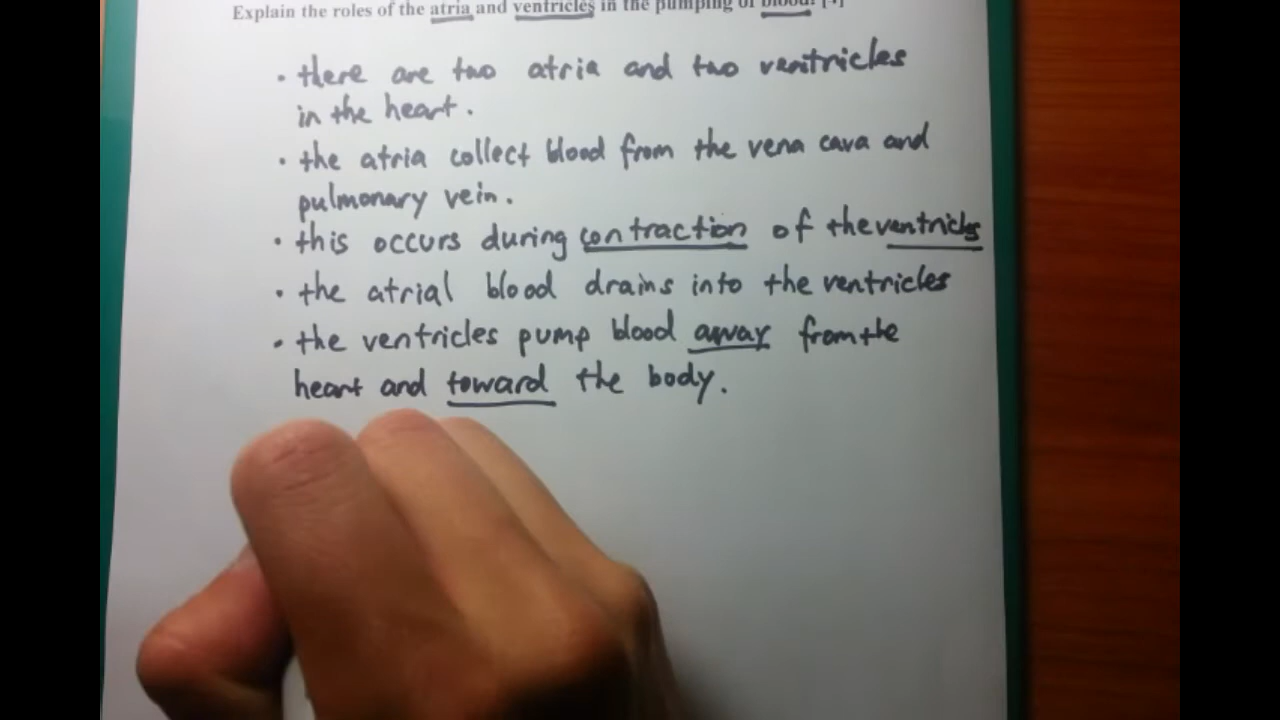 Explain the roles of the atria and ventricles in the pumping of blood.
• there are two atria and two ventricles
in the heart.
• the atria collect blood from the vena cava and
pulmonary vein.
• this occurs during contraction of the ventricles
• the atrial blood drains into the ventricles
• the ventricles pump blood away from the
heart and toward the body.